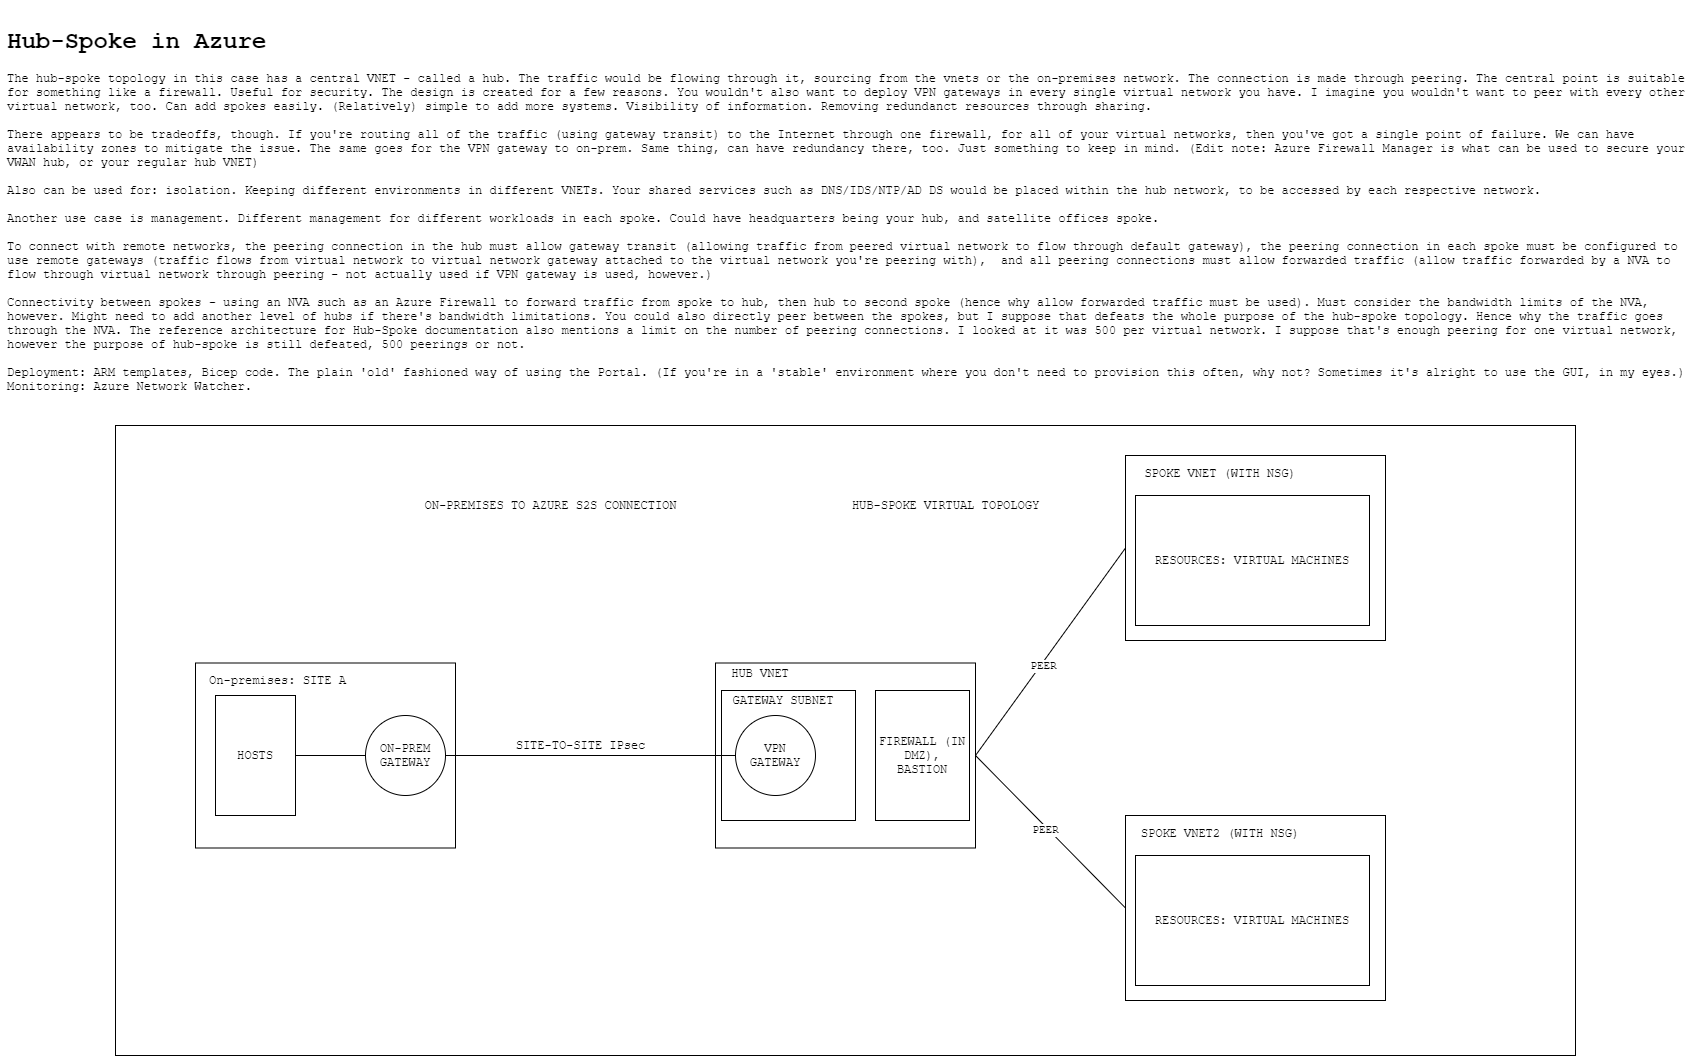 Hub-Spoke in Azure
The hub-spoke topology in this case has a central VNET - called a hub. The traffic would be flowing through it, sourcing from the vnets or the on-premises network. The connection is made through peering. The central point is suitable
for something like a firewall. Useful for security. The design is created for a few reasons. You wouldn't also want to deploy VPN gateways in every single virtual network you have. I imagine you wouldn't want to peer with every other
virtual network, too. Can add spokes easily. (Relatively) simple to add more systems. Visibility of information. Removing redundanct resources through sharing.
There appears to be tradeoffs, though. If you're routing all of the traffic (using gateway transit) to the Internet through one firewall, for all of your virtual networks, then you've got a single point of failure. We can have
availability zones to mitigate the issue. The same goes for the VPN gateway to on-prem. Same thing, can have redundancy there, too. Just something to keep in mind. (Edit note: Azure Firewall Manager is what can be used to secure your
VWAN hub, or your regular hub VNET)
Also can be used for: isolation. Keeping different environments in different VNETs. Your shared services such as DNS/IDS/NTP/AD DS would be placed within the hub network, to be accessed by each respective network.
Another use case is management. Different management for different workloads in each spoke. Could have headquarters being your hub, and satellite offices spoke.
To connect with remote networks, the peering connection in the hub must allow gateway transit (allowing traffic from peered virtual network to flow through default gateway), the peering connection in each spoke must be configured to
use remote gateways (traffic flows from virtual network to virtual network gateway attached to the virtual network you're peering with),  and all peering connections must allow forwarded traffic (allow traffic forwarded by a NVA to
flow through virtual network through peering - not actually used if VPN gateway is used, however.)
Connectivity between spokes - using an NVA such as an Azure Firewall to forward traffic from spoke to hub, then hub to second spoke (hence why allow forwarded traffic must be used). Must consider the bandwidth limits of the NVA,
however. Might need to add another level of hubs if there's bandwidth limitations. You could also directly peer between the spokes, but I suppose that defeats the whole purpose of the hub-spoke topology. Hence why the traffic goes
through the NVA. The reference architecture for Hub-Spoke documentation also mentions a limit on the number of peering connections. I looked at it was 500 per virtual network. I suppose that's enough peering for one virtual network,
however the purpose of hub-spoke is still defeated, 500 peerings or not.
Deployment: ARM templates, Bicep code. The plain 'old' fashioned way of using the Portal. (If you're in a 'stable' environment where you don't need to provision this often, why not? Sometimes it's alright to use the GUI, in my eyes.)
Monitoring: Azure Network Watcher.
ON-PREMISES TO AZURE S2S CONNECTION
HUB-SPOKE VIRTUAL TOPOLOGY
SPOKE VNET (WITH NSG)
RESOURCES: VIRTUAL MACHINES
PEER
On-premises: SITE A
HOSTS
ON-PREM
GATEWAY
SITE-TO-SITE IPsec
HUB VNET
GATEWAY SUBNET
VPN
GATEWAY
FIREWALL (IN
DMZ),
BASTION
PEER
SPOKE VNET2 (WITH NSG)
RESOURCES: VIRTUAL MACHINES